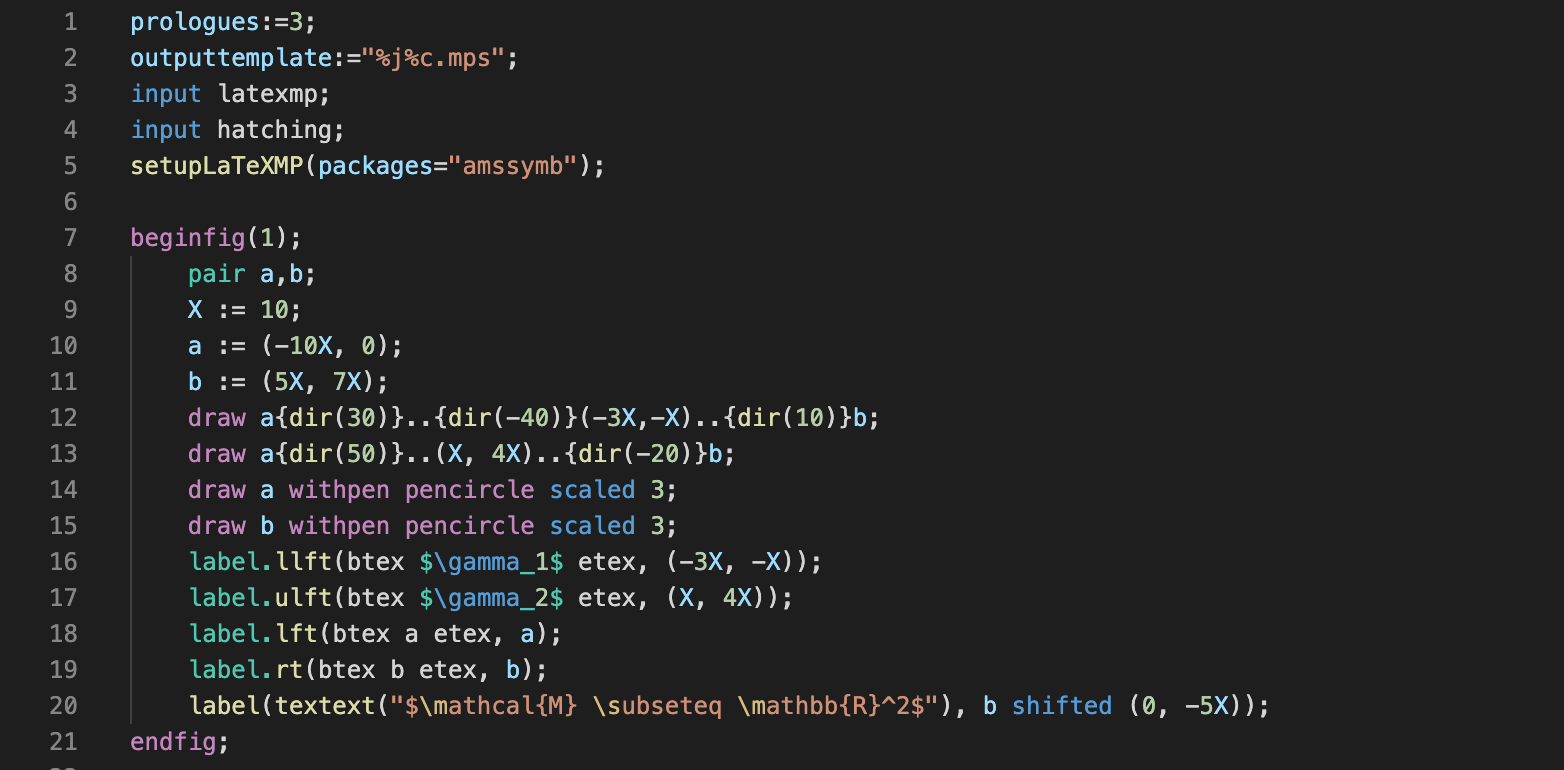 1 prologues:=3;
2 outputtemplate:="%j%c.mps";
3 input latexmp;
4 input hatching;
5 setupLaTeXMP(packages="amssymb");
6
7 beginfig(1);
8     pair a,b;
9     X := 10;
10     a := (-10X, 0);
11     b := (5X, 7X);
12     draw a{dir(30)}..{dir(-40)}(-3X,-X)..{dir(10)}b;
13     draw a{dir(50)}..(X, 4X)..{dir(-20)}b;
14     draw a withpen pencircle scaled 3;
15     draw b withpen pencircle scaled 3;
16     label.llft(btex $\gamma_1$ etex, (-3X, -X));
17     label.ulft(btex $\gamma_2$ etex, (X, 4X));
18     label.lft(btex a etex, a);
19     label.rt(btex b etex, b);
20     label(textext("$\mathcal{M} \subseteq \mathbb{R}^2$"), b shifted (0, -5X));
21 endfig;